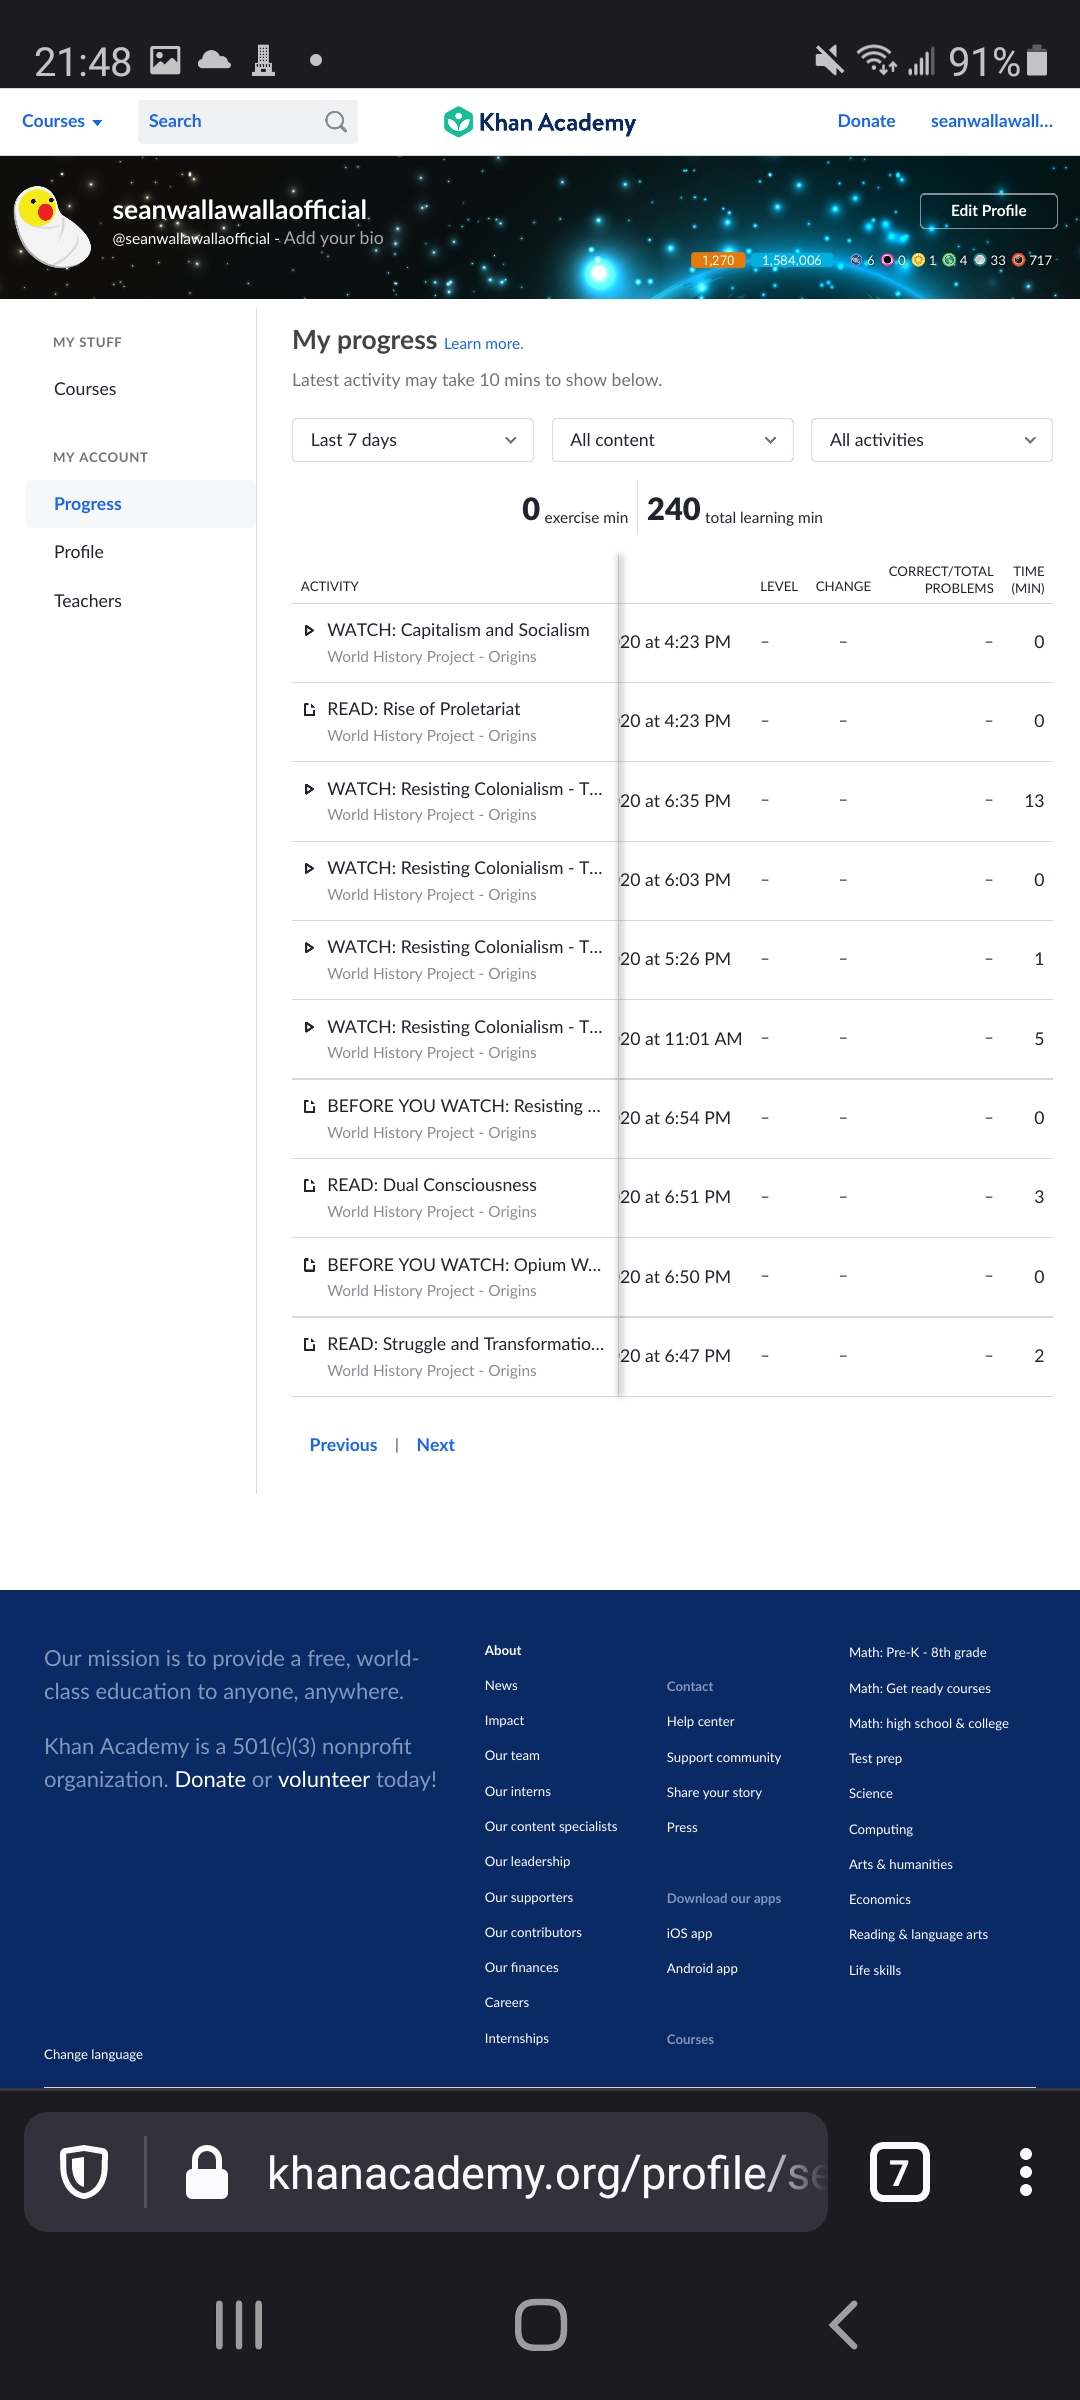 21:48 91%
Courses Search Khan Academy Donate seanwallawall...
seanwallawallaofficial
@seanwallawallaofficial - Add your bio
Edit Profile
1,270 1,584,006 6 0 1 4 33 717
MY STUFF
Courses
MY ACCOUNT
Progress
Profile
Teachers
My progress Learn more.
Latest activity may take 10 mins to show below.
Last 7 days All content All activities
0 exercise min 240 total learning min
ACTIVITY LEVEL CHANGE CORRECT/TOTAL PROBLEMS TIME (MIN)
WATCH: Capitalism and Socialism
World History Project - Origins
20 at 4:23 PM – – – 0
READ: Rise of Proletariat
World History Project - Origins
20 at 4:23 PM – – – 0
WATCH: Resisting Colonialism - T...
World History Project - Origins
20 at 6:35 PM – – – 13
WATCH: Resisting Colonialism - T...
World History Project - Origins
20 at 6:03 PM – – – 0
WATCH: Resisting Colonialism - T...
World History Project - Origins
20 at 5:26 PM – – – 1
WATCH: Resisting Colonialism - T...
World History Project - Origins
20 at 11:01 AM – – – 5
BEFORE YOU WATCH: Resisting ...
World History Project - Origins
20 at 6:54 PM – – – 0
READ: Dual Consciousness
World History Project - Origins
20 at 6:51 PM – – – 3
BEFORE YOU WATCH: Opium W...
World History Project - Origins
20 at 6:50 PM – – – 0
READ: Struggle and Transformatio...
World History Project - Origins
20 at 6:47 PM – – – 2
Previous | Next
Our mission is to provide a free, world-
class education to anyone, anywhere.
Khan Academy is a 501(c)(3) nonprofit
organization. Donate or volunteer today!
About
News
Impact
Our team
Our interns
Our content specialists
Our leadership
Our supporters
Our contributors
Our finances
Careers
Internships
Contact
Help center
Support community
Share your story
Press
Download our apps
iOS app
Android app
Courses
Math: Pre-K - 8th grade
Math: Get ready courses
Math: high school & college
Test prep
Science
Computing
Arts & humanities
Economics
Reading & language arts
Life skills
Change language
khanacademy.org/profile/se 7